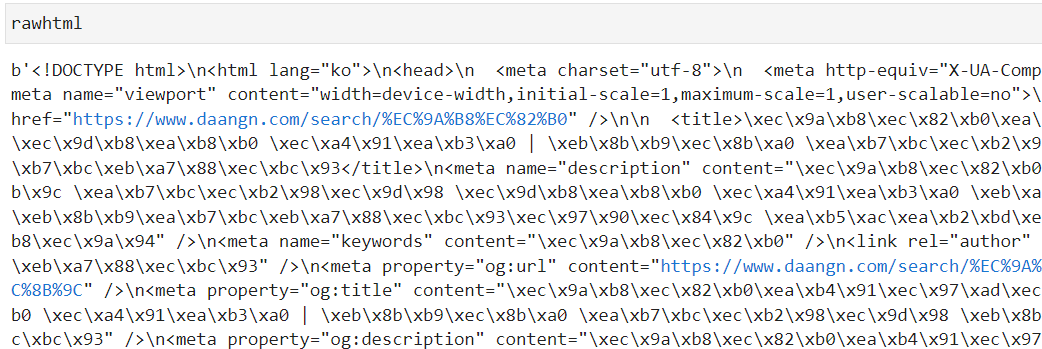 rawhtml
b'<!DOCTYPE html>\n<html lang="ko">\n<head>\n  <meta charset="utf-8">\n  <meta http-equiv="X-UA-Comp
meta name="viewport" content="width=device-width,initial-scale=1,maximum-scale=1,user-scalable=no">\
href="https://www.daangn.com/search/%EC%9A%B8%EC%82%B0" />\n\n  <title>\xec\x9a\xb8\xec\x82\xb0\xea\
\xec\x9d\xb8\xea\xb8\xb0 \xec\xa4\x91\xea\xb3\xa0 | \xeb\x8b\xb9\xec\x8b\xa0 \xea\xb7\xbc\xec\xb2\x9
\xb7\xbc\xeb\xa7\x88\xec\xbc\x93</title>\n<meta name="description" content="\xec\x9a\xb8\xec\x82\xb0
b\x9c \xea\xb7\xbc\xec\xb2\x98\xec\x9d\x98 \xec\x9d\xb8\xea\xb8\xb0 \xec\xa4\x91\xea\xb3\xa0 \xeb\xa
\xeb\x8b\xb9\xea\xb7\xbc\xeb\xa7\x88\xec\xbc\x93\xec\x97\x90\xec\x84\x9c \xea\xb5\xac\xea\xb2\xbd\xe
b8\xec\x9a\x94" />\n<meta name="keywords" content="\xec\x9a\xb8\xec\x82\xb0" />\n<link rel="author"
\xeb\xa7\x88\xec\xbc\x93" />\n<meta property="og:url" content="https://www.daangn.com/search/%EC%9A%
C%8B%9C" />\n<meta property="og:title" content="\xec\x9a\xb8\xec\x82\xb0\xea\xb4\x91\xec\x97\xad\xec
b0 \xec\xa4\x91\xea\xb3\xa0 | \xeb\x8b\xb9\xec\x8b\xa0 \xea\xb7\xbc\xec\xb2\x98\xec\x9d\x98 \xeb\x8b
c\xbc\x93" />\n<meta property="og:description" content="\xec\x9a\xb8\xec\x82\xb0\xea\xb4\x91\xec\x97